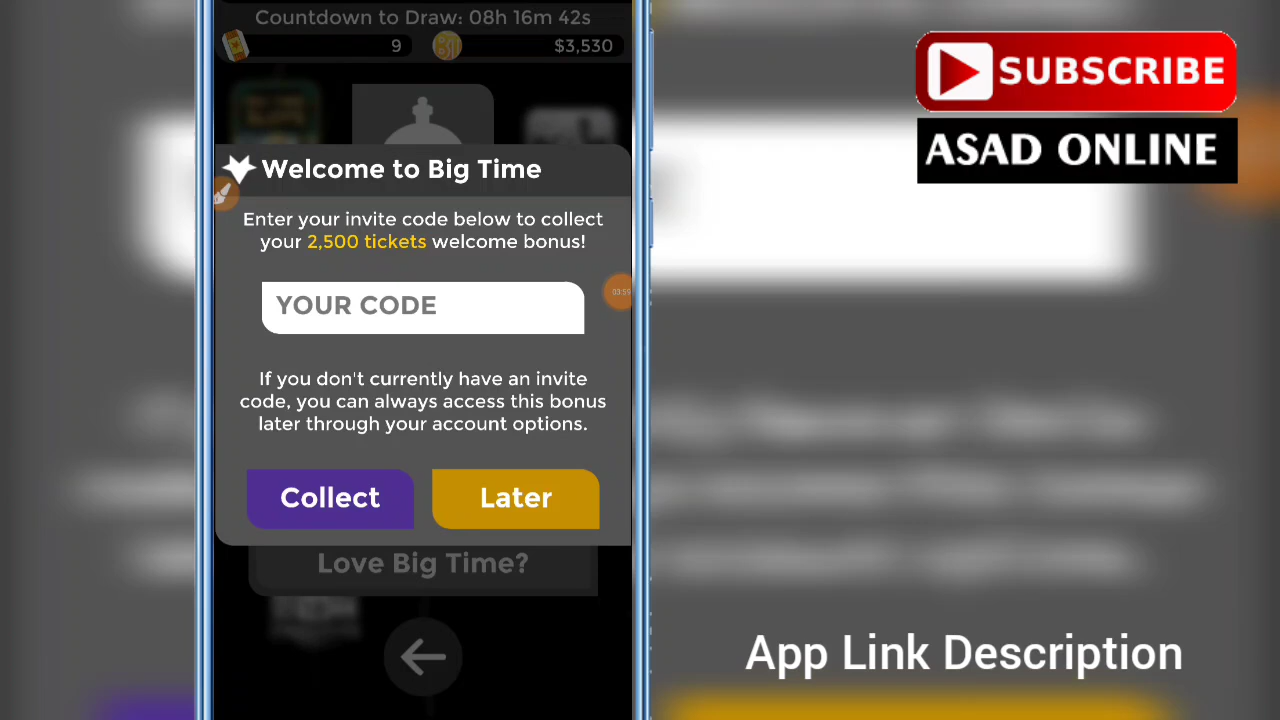 Countdown to Draw: 08h 16m 42s
9
$3,530
SUBSCRIBE
ASAD ONLINE
Welcome to Big Time
Enter your invite code below to collect
your 2,500 tickets welcome bonus!
YOUR CODE
03:59
If you don't currently have an invite
code, you can always access this bonus
later through your account options.
Collect
Later
Love Big Time?
App Link Description